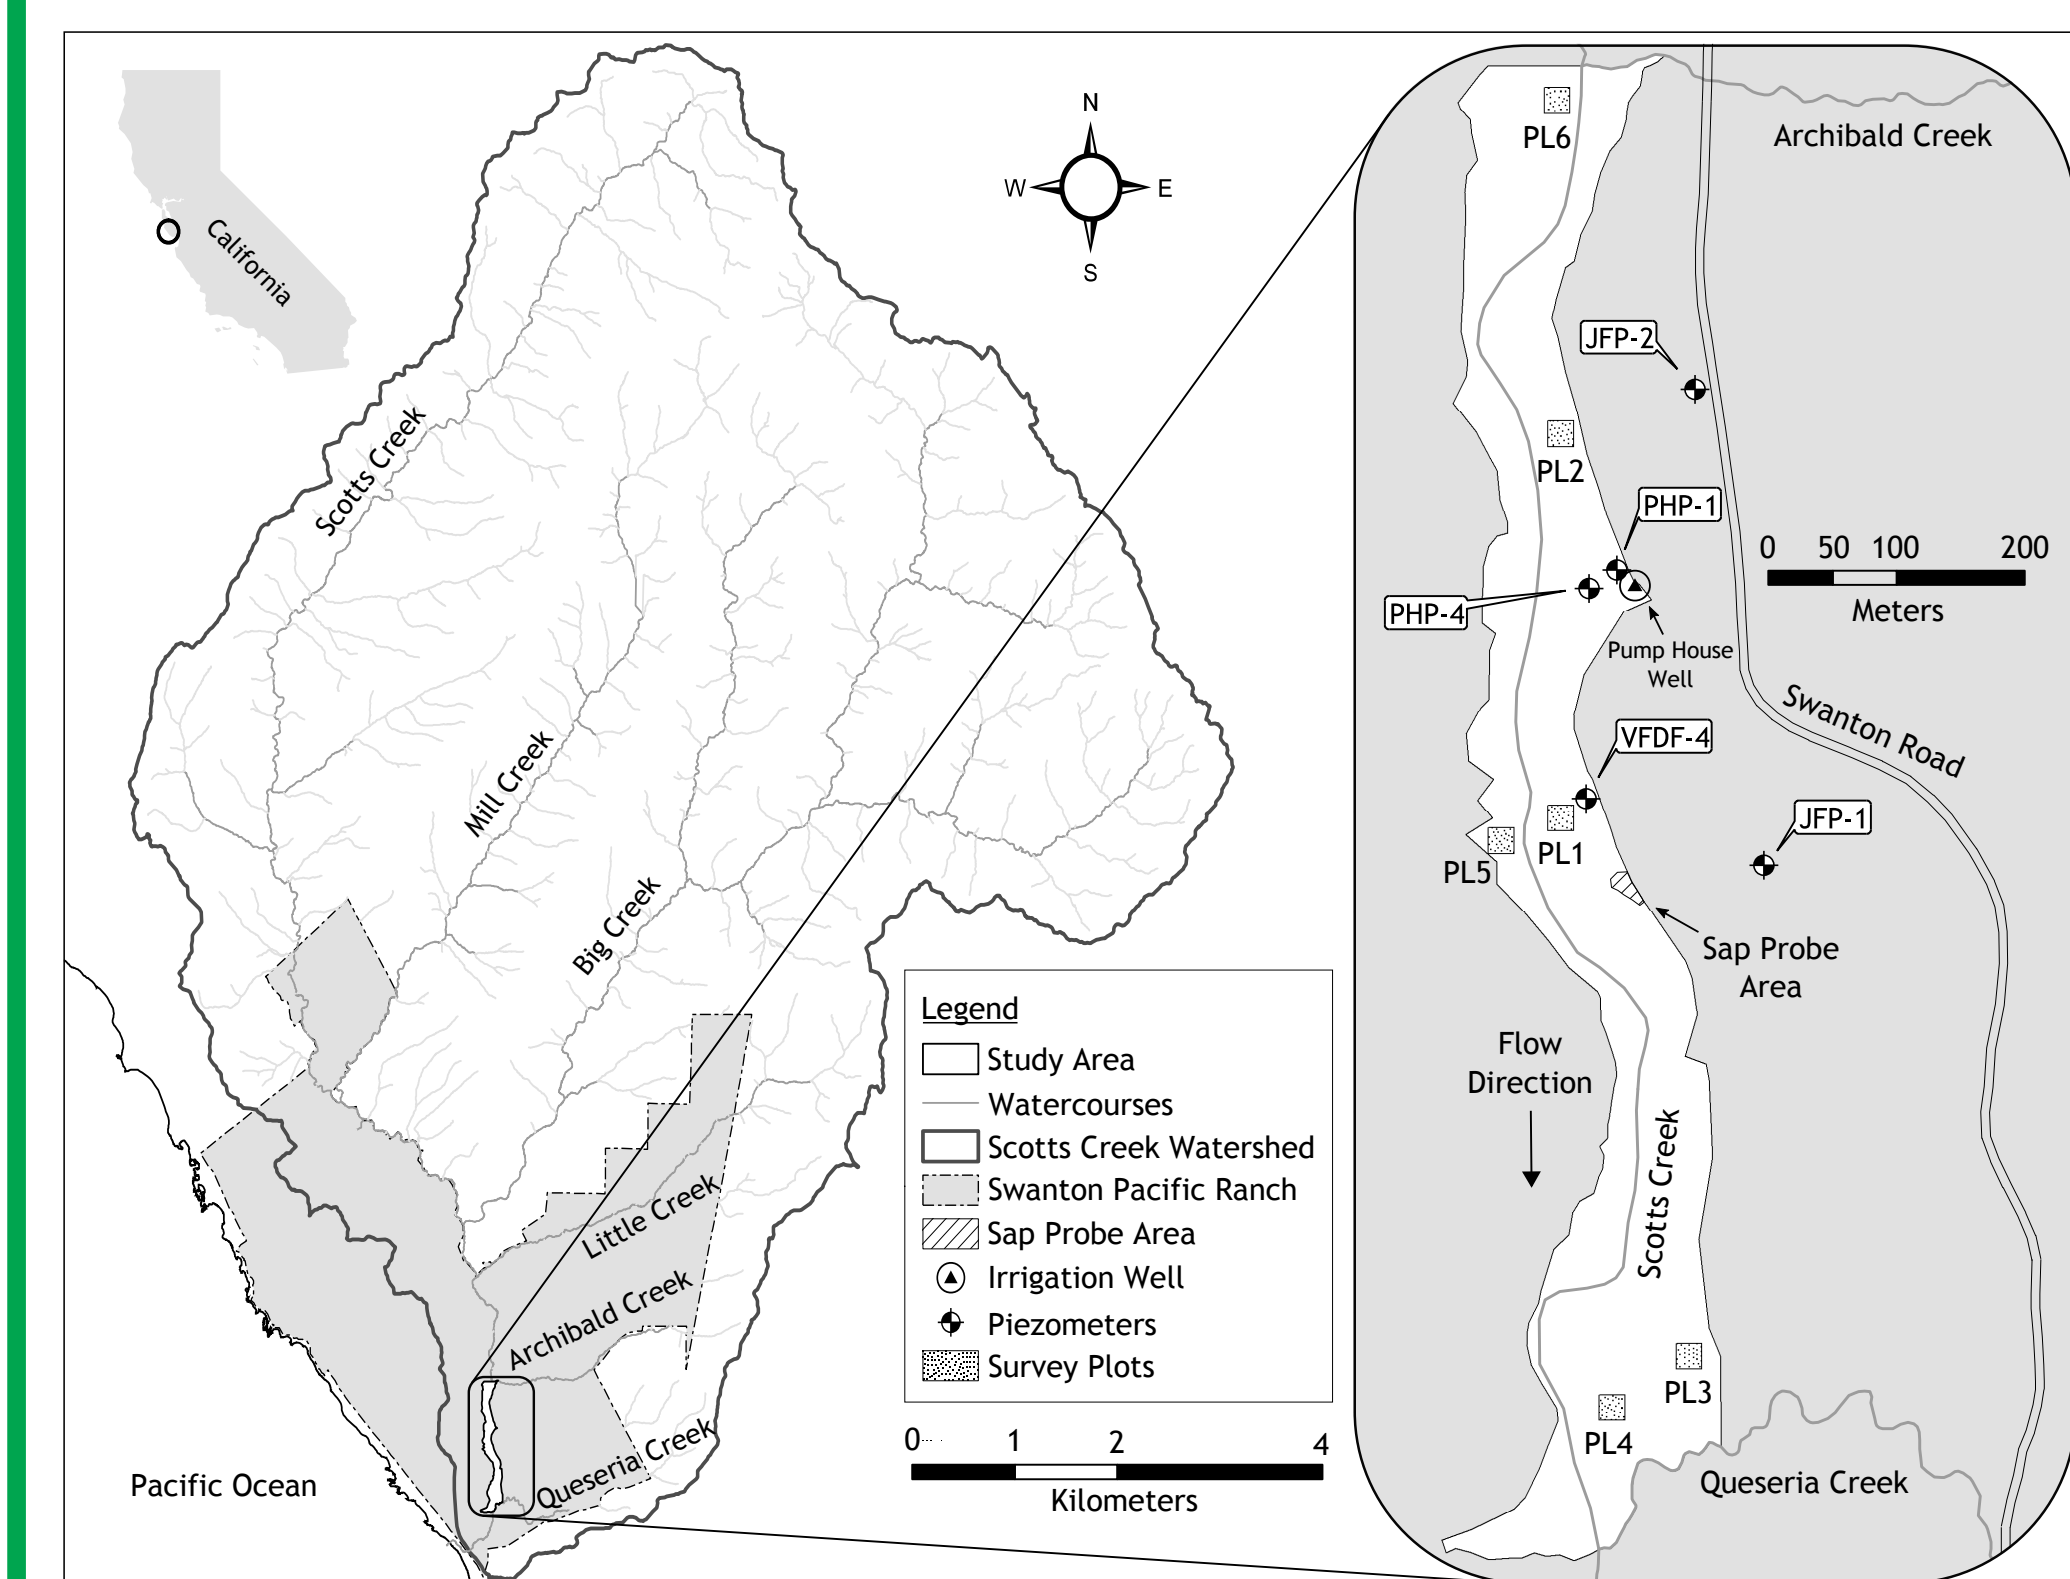 California
N
W
E
S
Scotts Creek
Mill Creek
Big Creek
Little Creek
Archibald Creek
Queseria Creek
Pacific Ocean
Legend
Study Area
Watercourses
Scotts Creek Watershed
Swanton Pacific Ranch
Sap Probe Area
Irrigation Well
Piezometers
Survey Plots
0 1 2 4
Kilometers
PL6
Archibald Creek
JFP-2
PL2
PHP-1
0 50 100 200
Meters
PHP-4
Pump House
Well
Swanton Road
VFDF-4
JFP-1
PL1
PL5
Sap Probe
Area
Flow
Direction
Scotts Creek
PL3
PL4
Queseria Creek